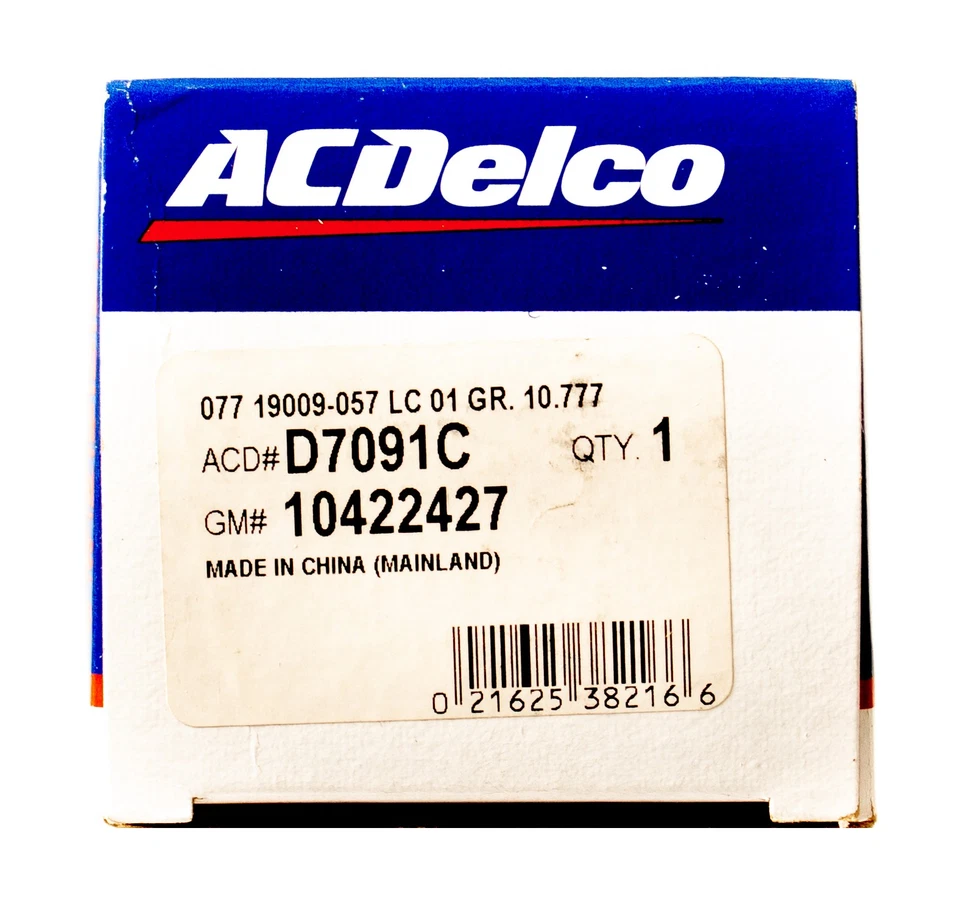 ACDelco
077 19009-057 LC 01 GR. 10.777
ACD# D7091C QTY. 1
GM# 10422427
MADE IN CHINA (MAINLAND)
0 21625 38216 6